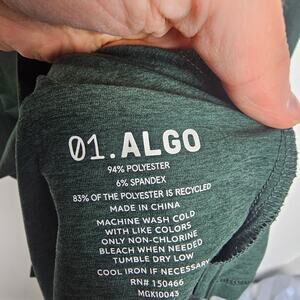 01.ALGO
94% POLYESTER
6% SPANDEX
83% OF THE POLYESTER IS RECYCLED
MADE IN CHINA
MACHINE WASH COLD
WITH LIKE COLORS
ONLY NON-CHLORINE
BLEACH WHEN NEEDED
TUMBLE DRY LOW
COOL IRON IF NECESSARY
RN# 150466
MGKI0043